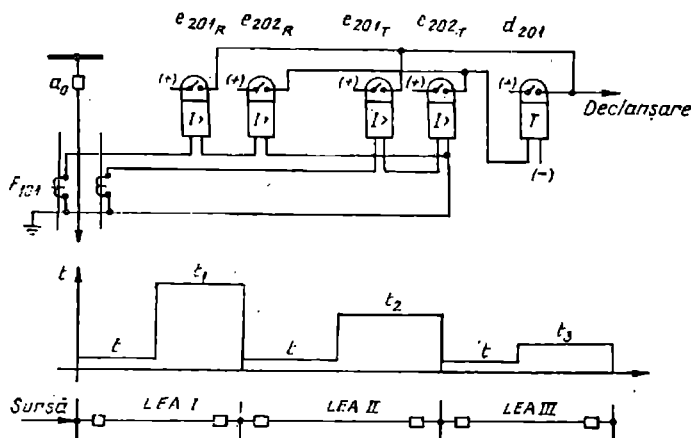 e201R e202R e201T c202T d201
(+) (+) (+) (+) (+)
a0
I> I> I> I> T
Declanșare
(-)
F101
t
t1
t2
t t t3
t
Sursă LEA I LEA II LEA III